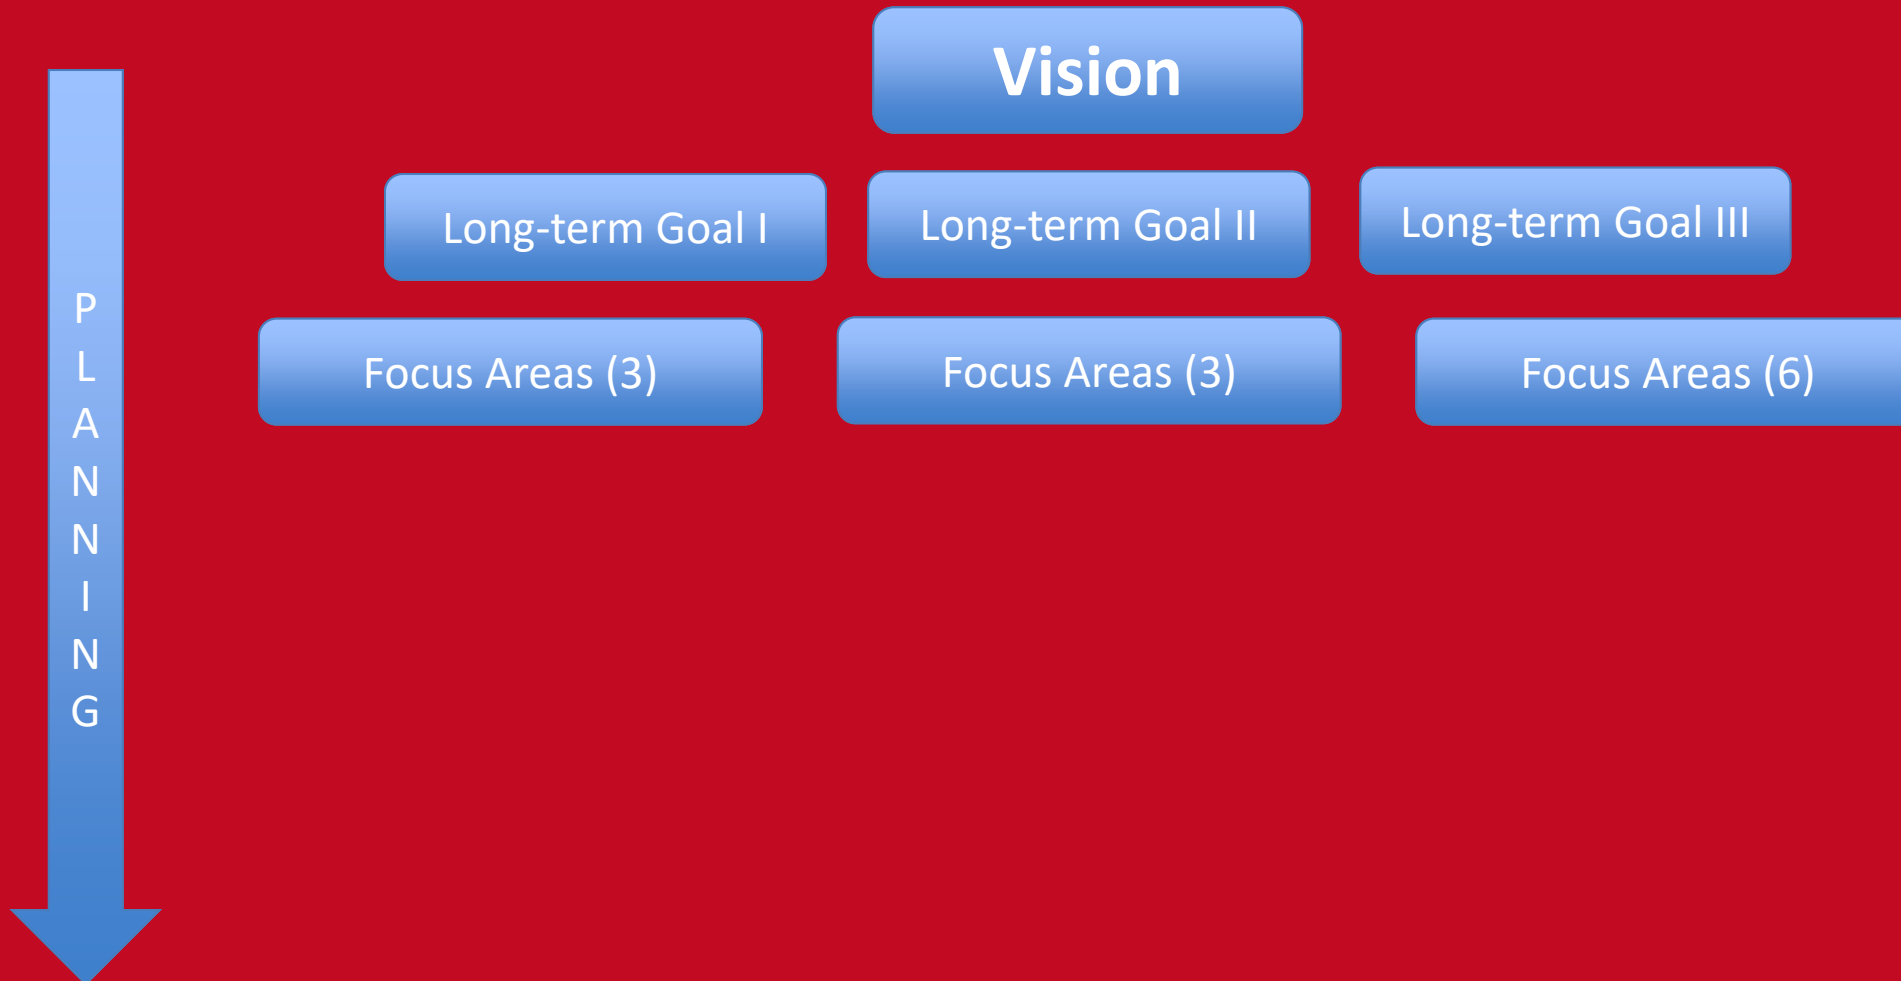 Vision
Long-term Goal I
Long-term Goal II
Long-term Goal III
Focus Areas (3)
Focus Areas (3)
Focus Areas (6)
P
L
A
N
N
I
N
G